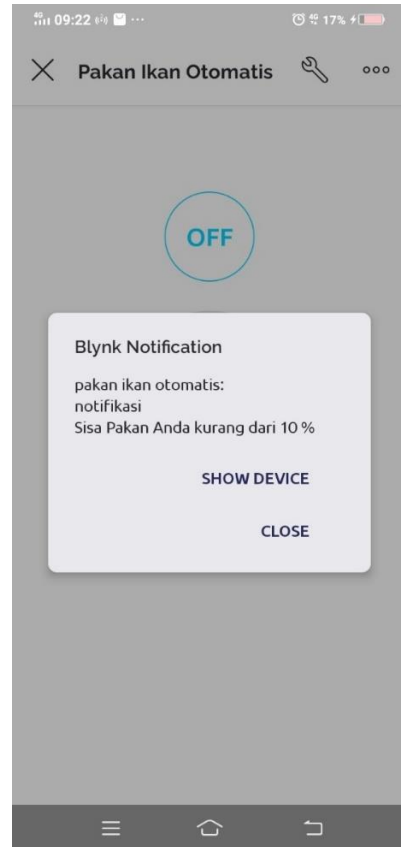 09:22
17%
Pakan Ikan Otomatis
OFF
Blynk Notification
pakan ikan otomatis:
notifikasi
Sisa Pakan Anda kurang dari 10 %
SHOW DEVICE
CLOSE